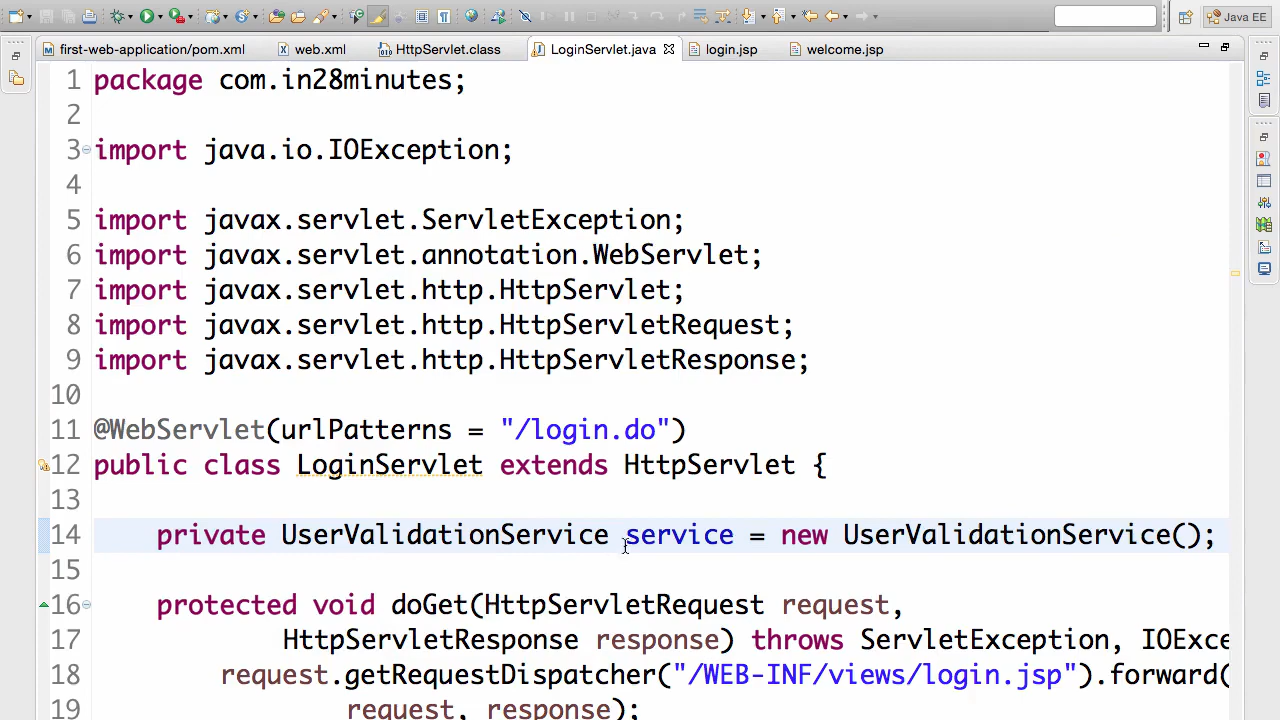 Java EE
first-web-application/pom.xml web.xml HttpServlet.class LoginServlet.java login.jsp welcome.jsp
1 package com.in28minutes;
2
3 import java.io.IOException;
4
5 import javax.servlet.ServletException;
6 import javax.servlet.annotation.WebServlet;
7 import javax.servlet.http.HttpServlet;
8 import javax.servlet.http.HttpServletRequest;
9 import javax.servlet.http.HttpServletResponse;
10
11 @WebServlet(urlPatterns = "/login.do")
12 public class LoginServlet extends HttpServlet {
13
14 private UserValidationService service = new UserValidationService();
15
16 protected void doGet(HttpServletRequest request,
17 HttpServletResponse response) throws ServletException, IOExce
18 request.getRequestDispatcher("/WEB-INF/views/login.jsp").forward(
19 request, response);